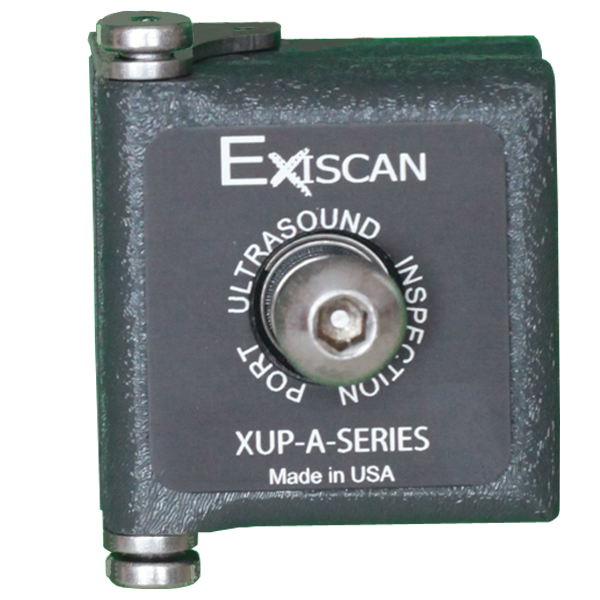 EXISCAN
ULTRASOUND INSPECTION PORT
XUP-A-SERIES
Made in USA